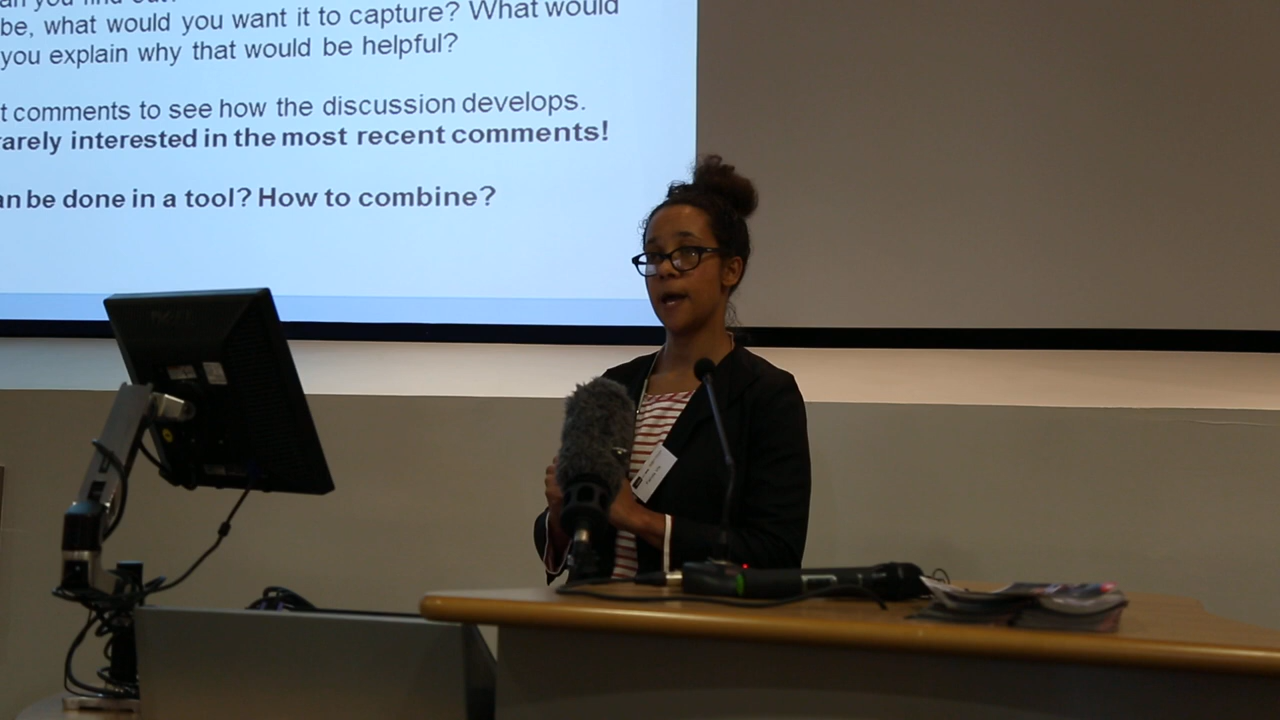 be, what would you want it to capture? What would
you explain why that would be helpful?
t comments to see how the discussion develops.
rarely interested in the most recent comments!
an be done in a tool? How to combine?